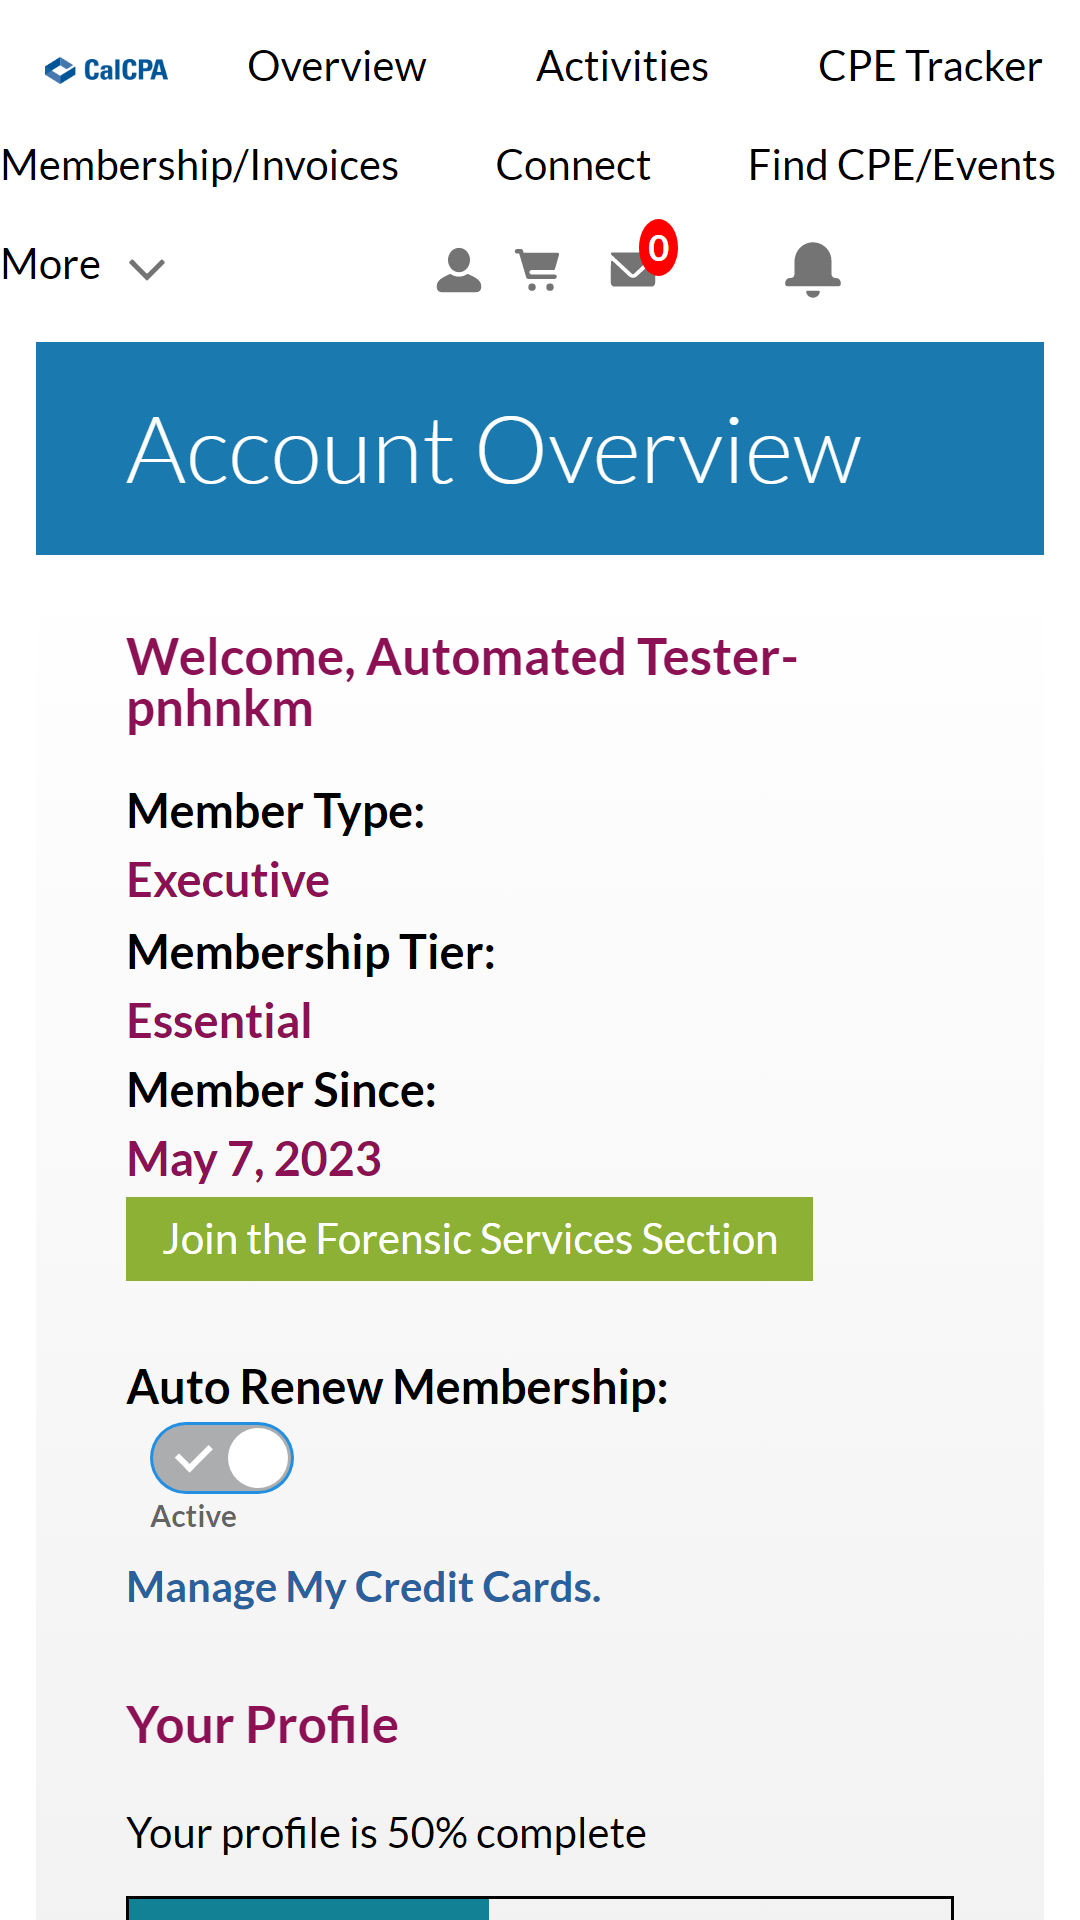 CalCPA Overview Activities CPE Tracker
Membership/Invoices Connect Find CPE/Events
More 0
Account Overview
Welcome, Automated Tester-
pnhnkm
Member Type:
Executive
Membership Tier:
Essential
Member Since:
May 7, 2023
Join the Forensic Services Section
Auto Renew Membership:
Active
Manage My Credit Cards.
Your Profile
Your profile is 50% complete